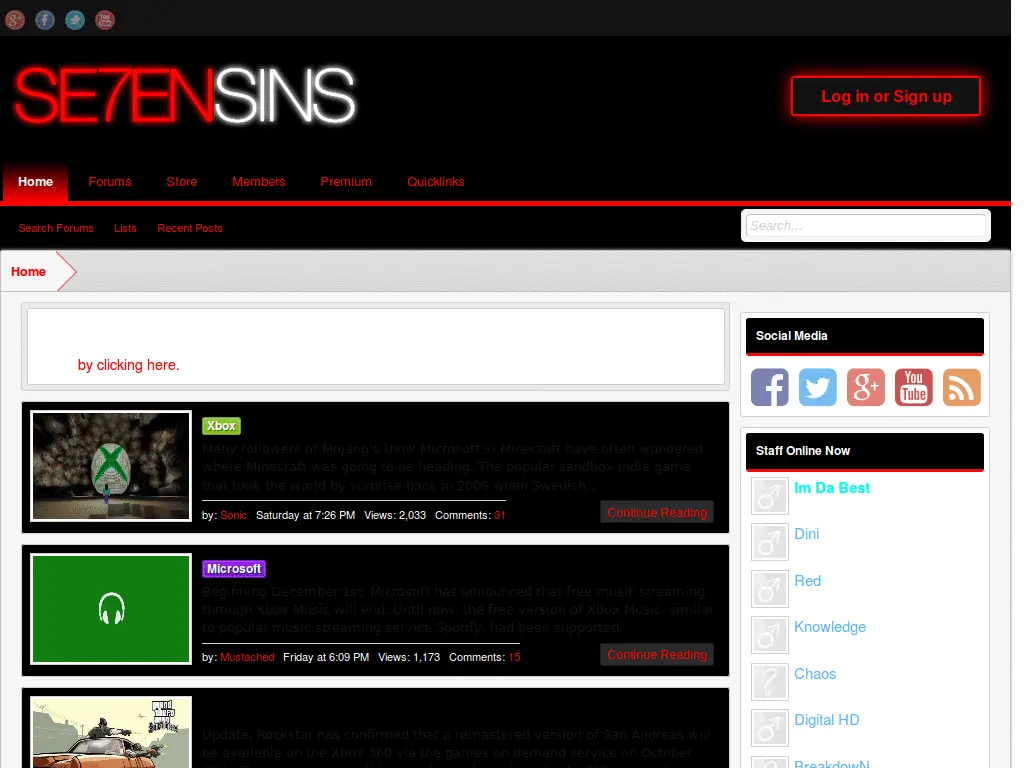 SE7ENSINS
Log in or Sign up
Home Forums Store Members Premium Quicklinks
Search Forums Lists Recent Posts
Search...
Home
by clicking here.
Xbox
Many followers of Mojang's (now Microsoft's) Minecraft have often wondered
where Minecraft was going to be heading. The popular sandbox indie game
that took the world by surprise back in 2009 when Swedish...
by: Sonic Saturday at 7:26 PM Views: 2,033 Comments: 31
Continue Reading
Microsoft
Beginning December 1st, Microsoft has announced that free music streaming
through Xbox Music will end. Until now, the free version of Xbox Music, similar
to popular music streaming service Spotify, had been supported...
by: Mustached Friday at 6:09 PM Views: 1,173 Comments: 15
Continue Reading
Update: Rockstar has confirmed that a remastered version of San Andreas will
be available on the Xbox 360 via the games on demand service on October
Social Media
You
Tube
Staff Online Now
Im Da Best
Dini
Red
Knowledge
Chaos
Digital HD
BreakdowN